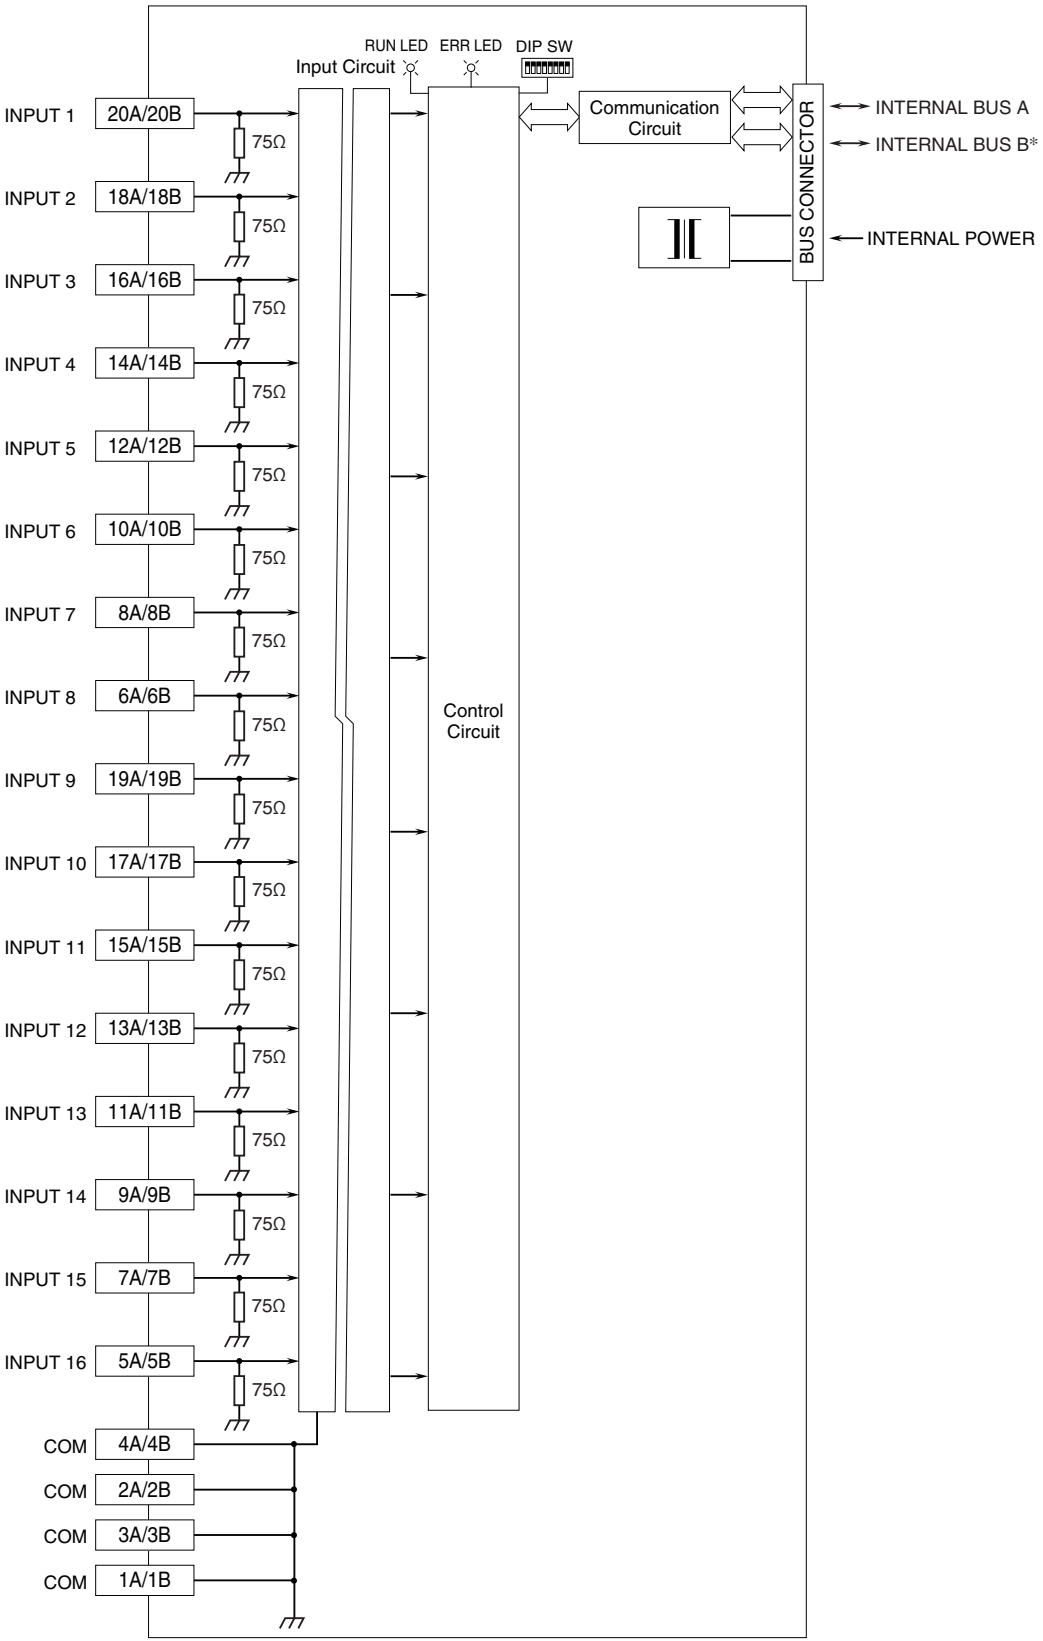 RUN LED ERR LED DIP SW
Input Circuit
INPUT 1 20A/20B
75Ω
INPUT 2 18A/18B
75Ω
INPUT 3 16A/16B
75Ω
INPUT 4 14A/14B
75Ω
INPUT 5 12A/12B
75Ω
INPUT 6 10A/10B
75Ω
INPUT 7 8A/8B
75Ω
INPUT 8 6A/6B
75Ω
INPUT 9 19A/19B
75Ω
INPUT 10 17A/17B
75Ω
INPUT 11 15A/15B
75Ω
INPUT 12 13A/13B
75Ω
INPUT 13 11A/11B
75Ω
INPUT 14 9A/9B
75Ω
INPUT 15 7A/7B
75Ω
INPUT 16 5A/5B
75Ω
COM 4A/4B
COM 2A/2B
COM 3A/3B
COM 1A/1B
Control
Circuit
Communication
Circuit
BUS CONNECTOR
INTERNAL BUS A
INTERNAL BUS B*
INTERNAL POWER